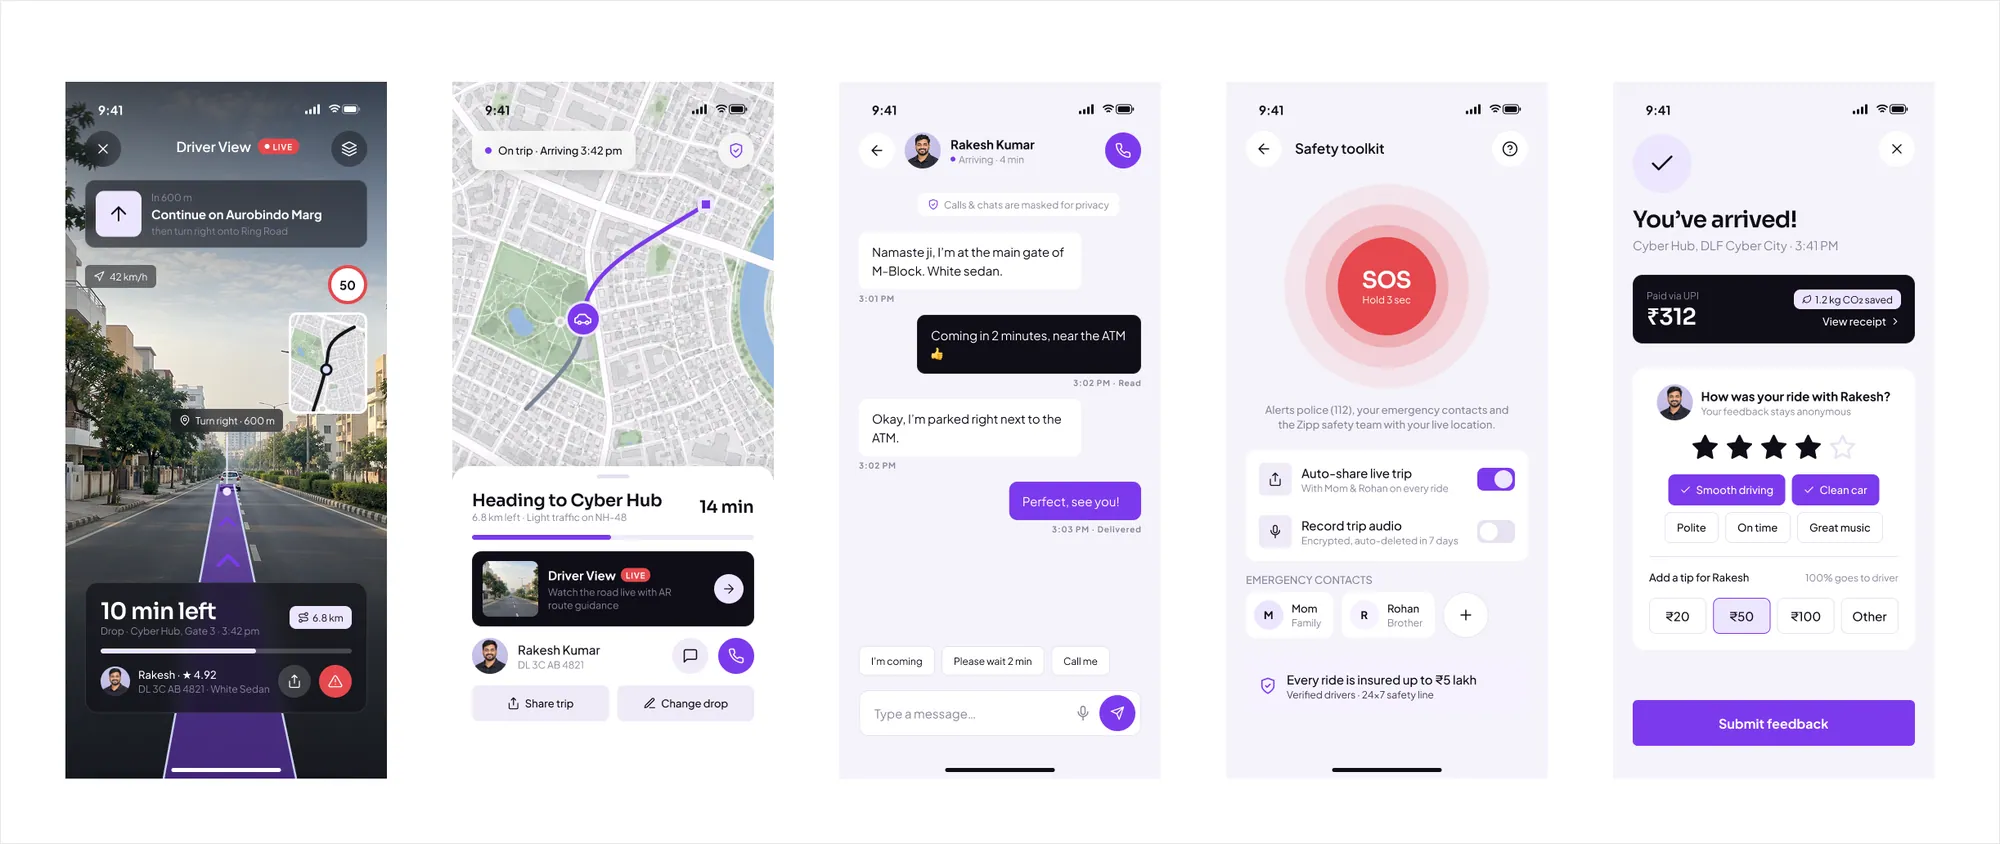 9:41
Driver View
LIVE
In 600 m
Continue on Aurobindo Marg
then turn right onto Ring Road
42 km/h
50
Turn right · 600 m
10 min left
6.8 km
Drop · Cyber Hub, Gate 3 · 3:42 pm
Rakesh · ★ 4.92
DL 3C AB 4821 · White Sedan
9:41
On trip · Arriving 3:42 pm
Heading to Cyber Hub
14 min
6.8 km left · Light traffic on NH-48
Driver View
LIVE
Watch the road live with AR
route guidance
Rakesh Kumar
DL 3C AB 4821
Share trip
Change drop
9:41
Rakesh Kumar
Arriving · 4 min
Calls & chats are masked for privacy
Namaste ji, I'm at the main gate of
M-Block. White sedan.
3:01 PM
Coming in 2 minutes, near the ATM
👍
3:02 PM · Read
Okay, I'm parked right next to the
ATM.
3:02 PM
Perfect, see you!
3:03 PM · Delivered
I'm coming
Please wait 2 min
Call me
Type a message...
9:41
Safety toolkit
SOS
Hold 3 sec
Alerts police (112), your emergency contacts and
the Zipp safety team with your live location.
Auto-share live trip
With Mom & Rohan on every ride
Record trip audio
Encrypted, auto-deleted in 7 days
EMERGENCY CONTACTS
M
Mom
Family
R
Rohan
Brother
Every ride is insured up to ₹5 lakh
Verified drivers · 24×7 safety line
9:41
You've arrived!
Cyber Hub, DLF Cyber City · 3:41 PM
Paid via UPI
₹312
1.2 kg CO₂ saved
View receipt
How was your ride with Rakesh?
Your feedback stays anonymous
Smooth driving
Clean car
Polite
On time
Great music
Add a tip for Rakesh
100% goes to driver
₹20
₹50
₹100
Other
Submit feedback